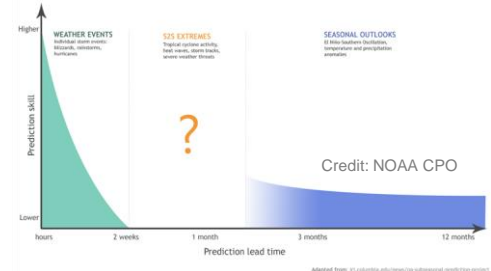 Higher
WEATHER EVENTS
Individual storm events:
blizzards, rainstorms,
hurricanes
S2S EXTREMES
Tropical cyclone activity,
heat waves, storm tracks,
severe weather threats
SEASONAL OUTLOOKS
El Niño-Southern Oscillation,
temperature and precipitation
anomalies
Prediction skill
?
Credit: NOAA CPO
Lower
hours
2 weeks
1 month
3 months
12 months
Prediction lead time
Adapted from: